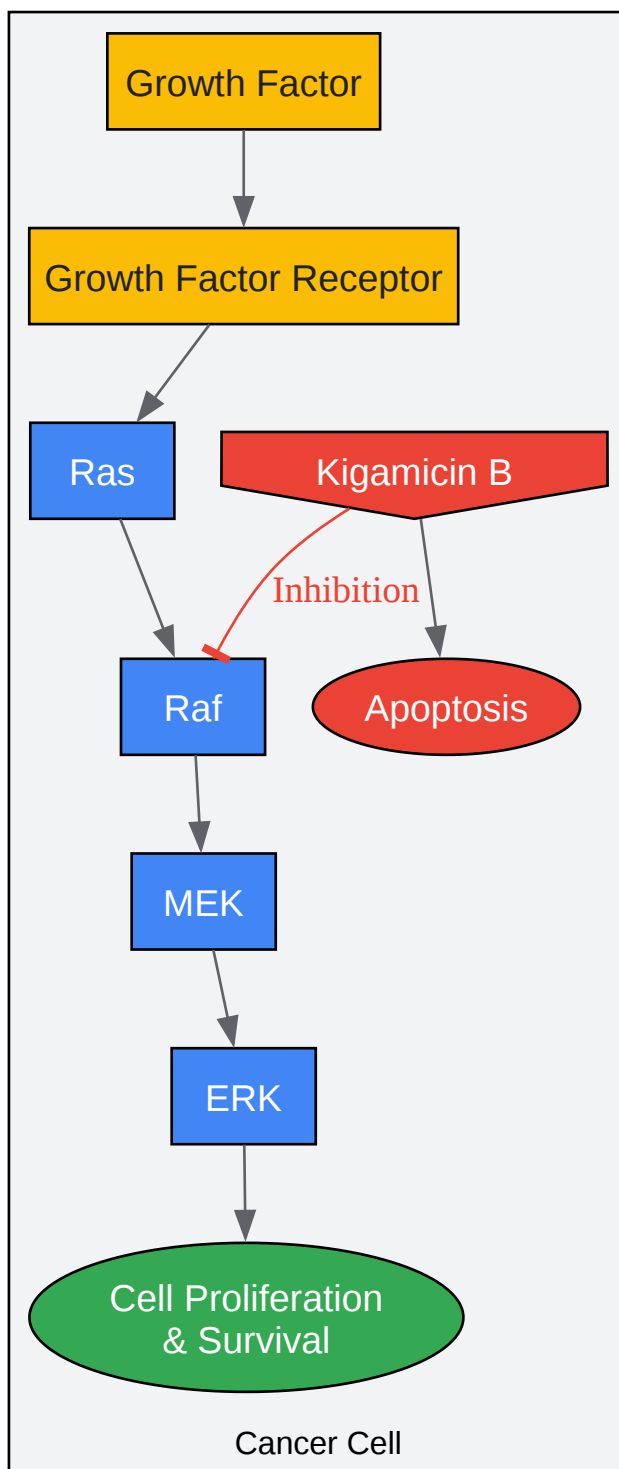 Growth Factor
Growth Factor Receptor
Ras
Kigamicin B
Inhibition
Raf
Apoptosis
MEK
ERK
Cell Proliferation
& Survival
Cancer Cell